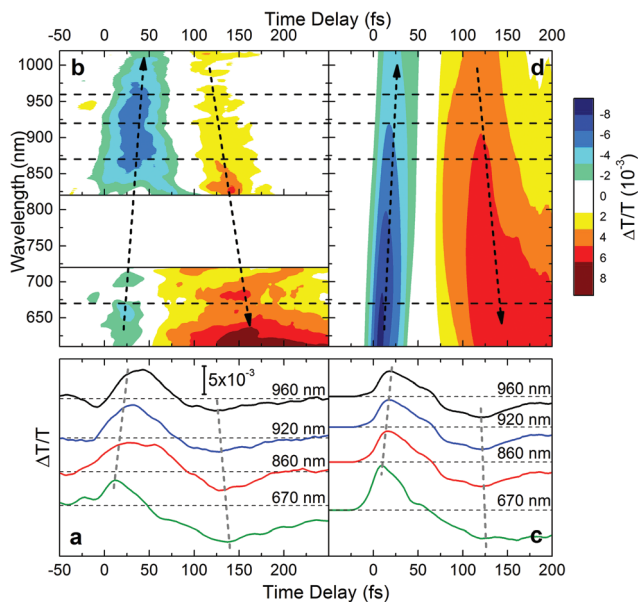 Time Delay (fs)
-50 0 50 100 150 200 0 50 100 150 200
b
d
Wavelength (nm)
1000
950
900
850
800
750
700
650
-8
-6
-4
-2
0
2
4
6
8
ΔT/T (10⁻³)
5x10⁻³
960 nm
920 nm
860 nm
670 nm
a
960 nm
920 nm
860 nm
670 nm
c
ΔT/T
-50 0 50 100 150 200 -50 0 50 100 150 200
Time Delay (fs)